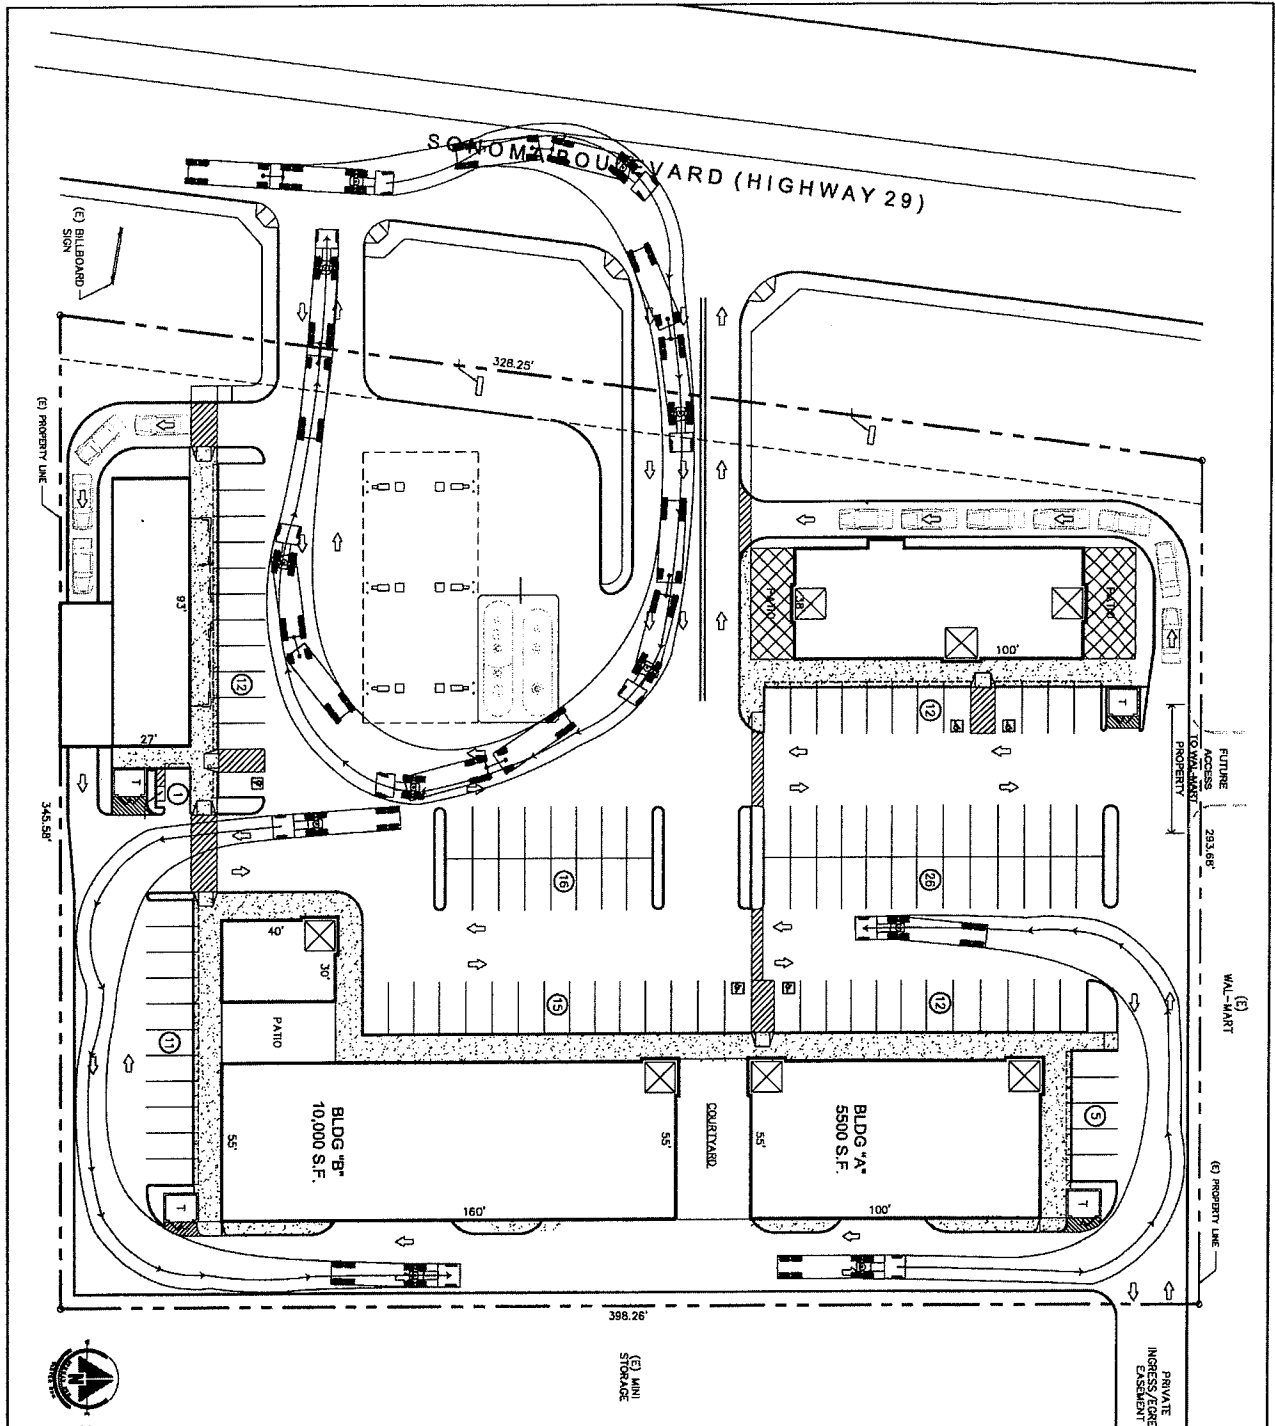 SONOMA BOULEVARD (HIGHWAY 29)
(E) BILLBOARD
SIGN
328.25'
(E) PROPERTY LINE
93'
12
27'
T
1
345.58'
PATIO
38'
100'
PATIO
12
T
FUTURE
ACCESS
TO WAL-MART
PROPERTY
293.68'
16
26
(E)
WAL-MART
40'
30'
PATIO
15
12
11
5
BLDG "B"
10,000 S.F.
55'
55'
160'
COURTYARD
55'
BLDG "A"
5500 S.F.
100'
T
T
(E) PROPERTY LINE
398.26'
(E) MINI
STORAGE
PRIVATE
INGRESS/EGRE
EASEMENT
N